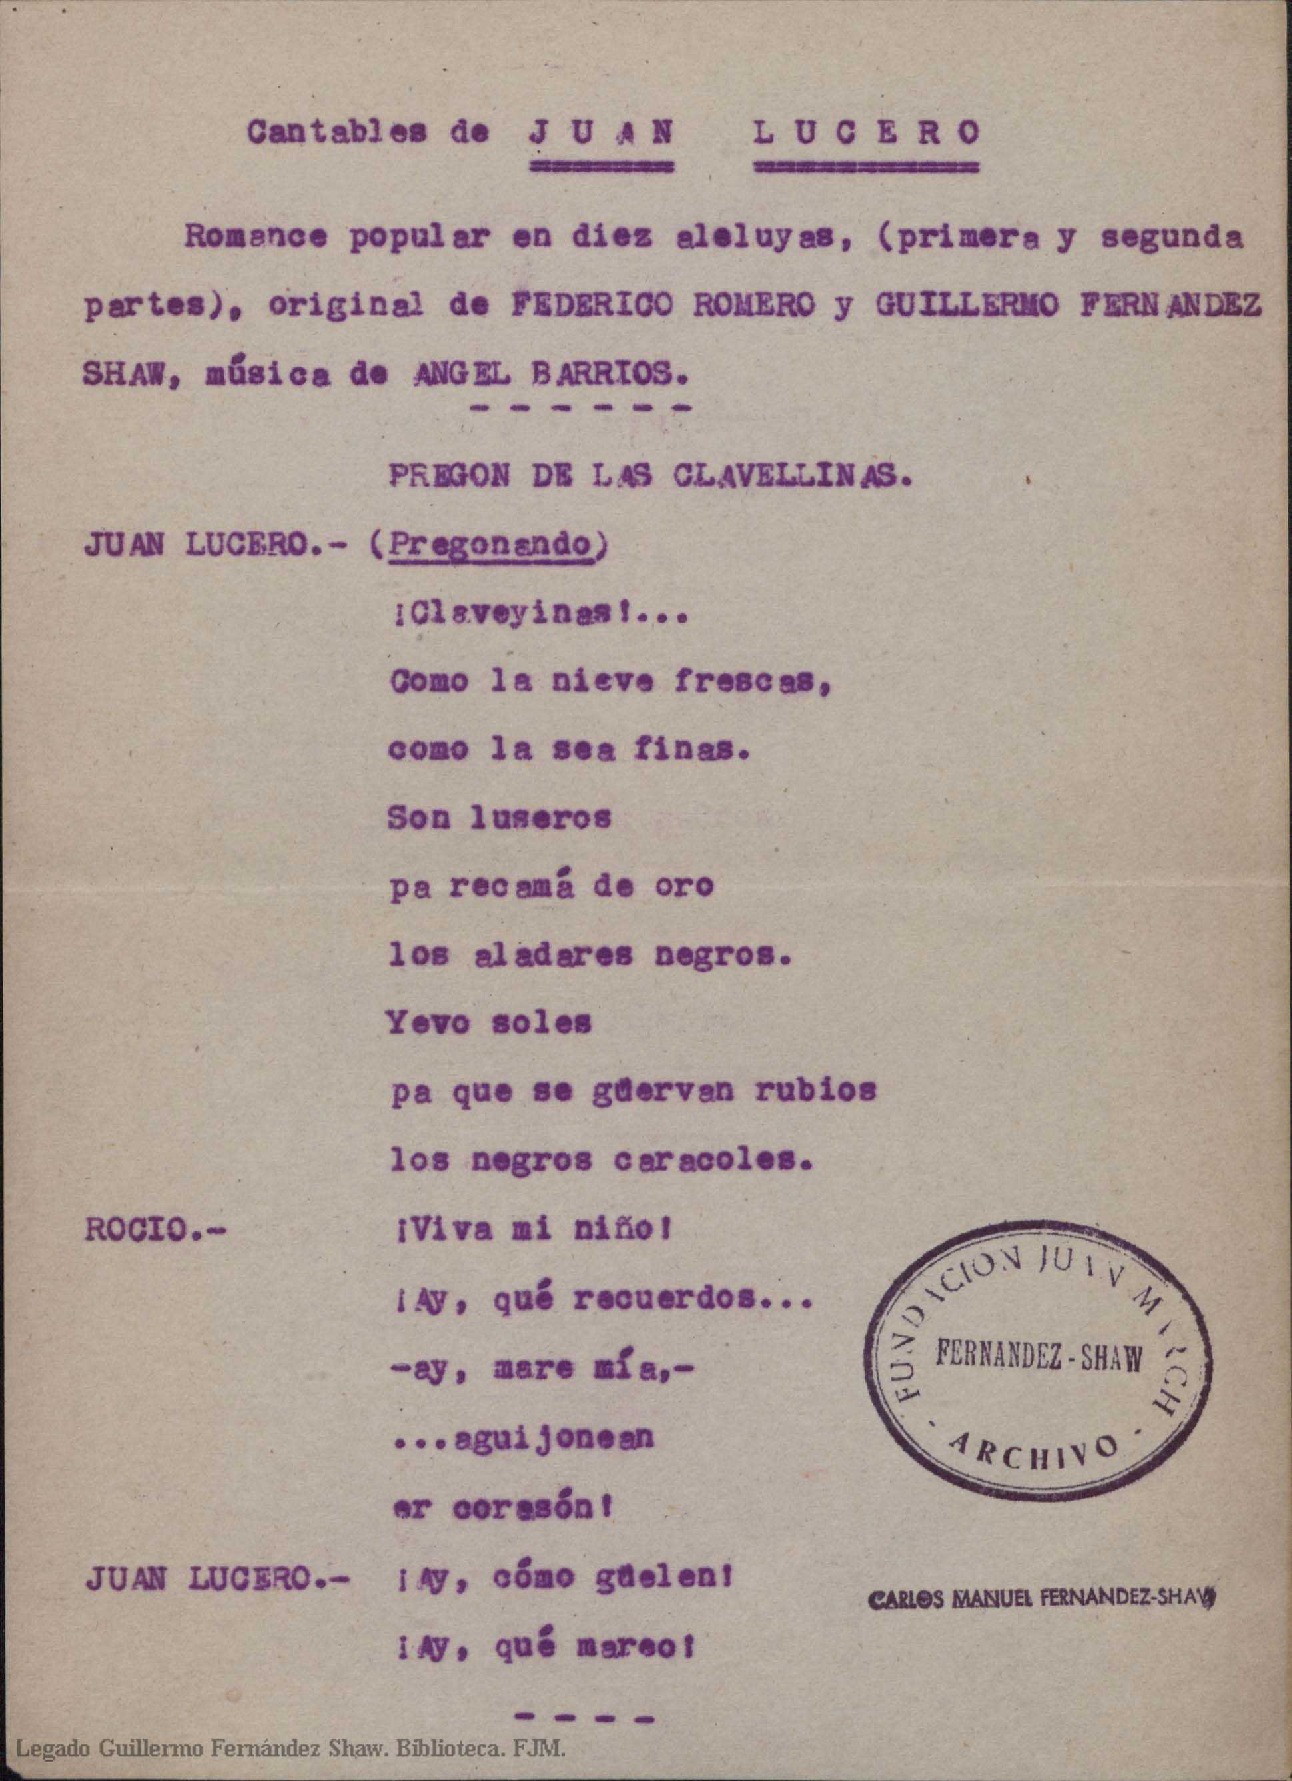 Cantables de J U A N L U C E R O
Romance popular en diez aleluyas, (primera y segunda
partes), original de FEDERICO ROMERO y GUILLERMO FERNANDEZ
SHAW, música de ANGEL BARRIOS.
- - - - - -
PREGON DE LAS CLAVELLINAS.
JUAN LUCERO.- (Pregonando)
¡Claveyinas!...
Como la nieve frescas,
como la sea finas.
Son luseros
pa recamá de oro
los aladares negros.
Yevo soles
pa que se güervan rubios
los negros caracoles.
ROCIO.- ¡Viva mi niño!
¡Ay, qué recuerdos...
-ay, mare mía,-
...aguijonean
er corasón!
JUAN LUCERO.- ¡Ay, cómo güelen!
¡Ay, qué mareo!
- - - -
FUNDACION JUAN MARCH
FERNANDEZ-SHAW
- ARCHIVO -
CARLOS MANUEL FERNANDEZ-SHAW
Legado Guillermo Fernández Shaw. Biblioteca. FJM.